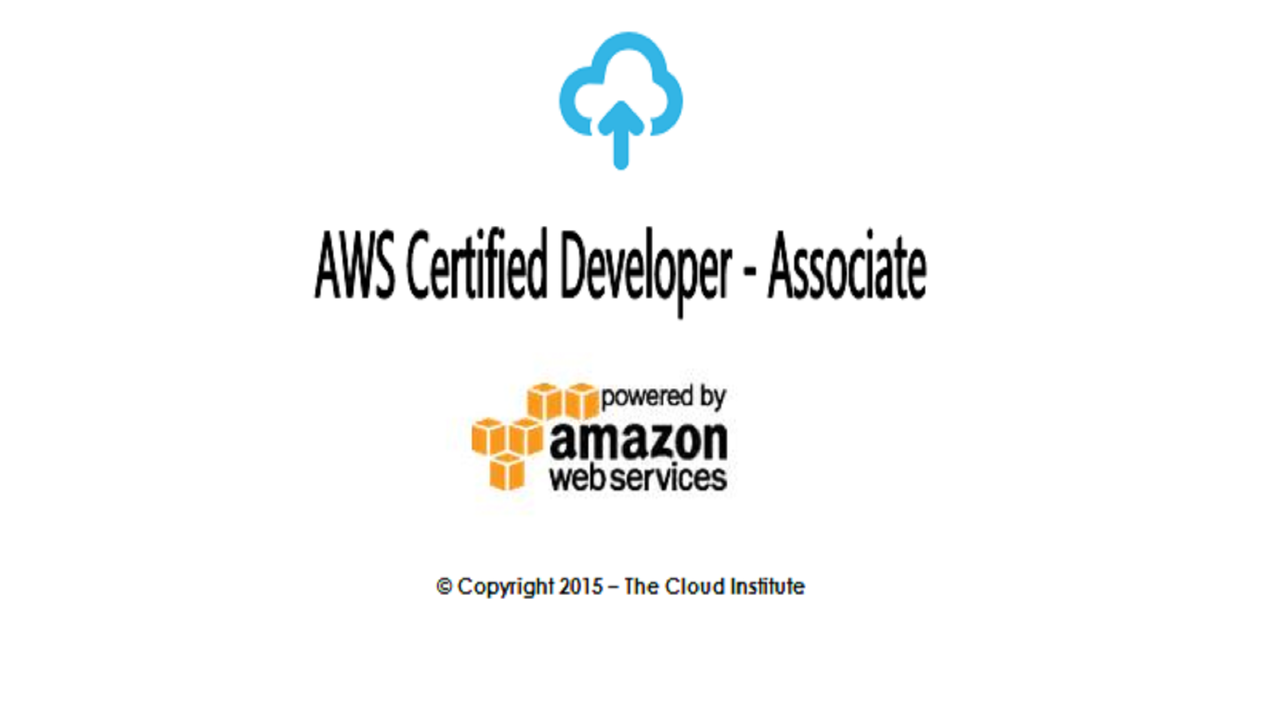 AWS Certified Developer - Associate
powered by
amazon
web services
© Copyright 2015 – The Cloud Institute